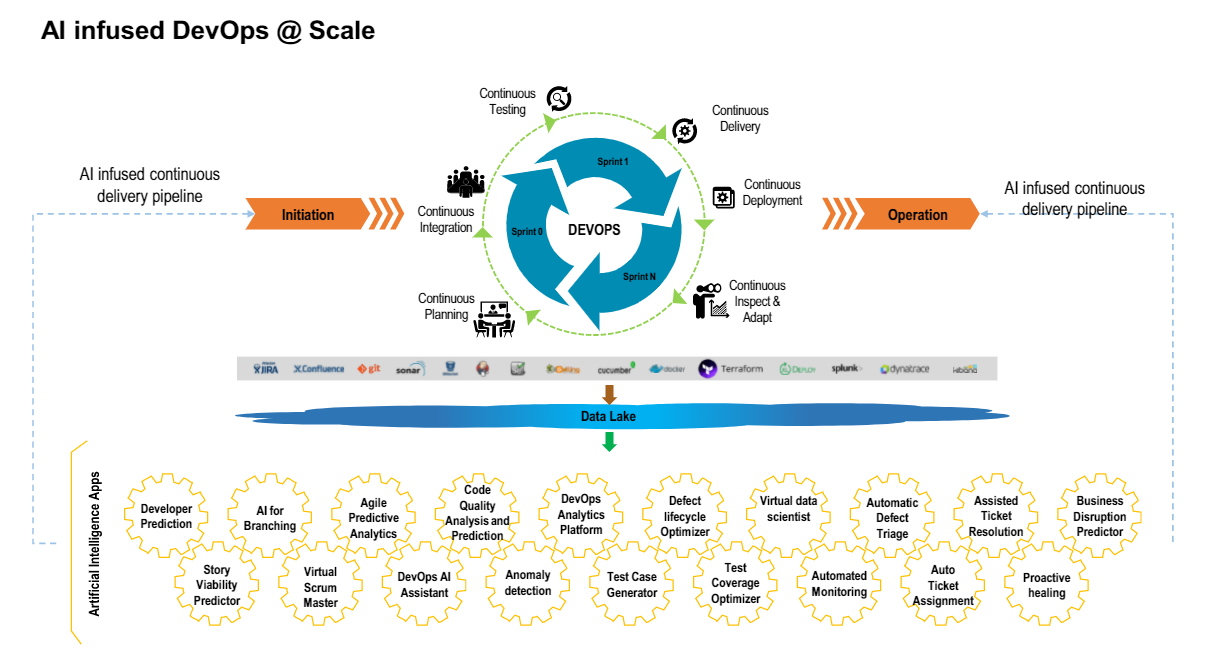 AI infused DevOps @ Scale
Continuous
Testing
Continuous
Delivery
AI infused continuous
delivery pipeline
Initiation
Continuous
Integration
Sprint 1
Sprint 0
DEVOPS
Sprint N
Continuous
Deployment
Operation
AI infused continuous
delivery pipeline
Continuous
Planning
Continuous
Inspect &
Adapt
JIRA
Confluence
git
sonar
cucumber
docker
Terraform
DEPLOY
splunk>
dynatrace
kibana
Data Lake
Artificial Intelligence Apps
Developer
Prediction
AI for
Branching
Agile
Predictive
Analytics
Code
Quality
Analysis and
Prediction
DevOps
Analytics
Platform
Defect
lifecycle
Optimizer
Virtual data
scientist
Automatic
Defect
Triage
Assisted
Ticket
Resolution
Business
Disruption
Predictor
Story
Viability
Predictor
Virtual
Scrum
Master
DevOps AI
Assistant
Anomaly
detection
Test Case
Generator
Test
Coverage
Optimizer
Automated
Monitoring
Auto
Ticket
Assignment
Proactive
healing